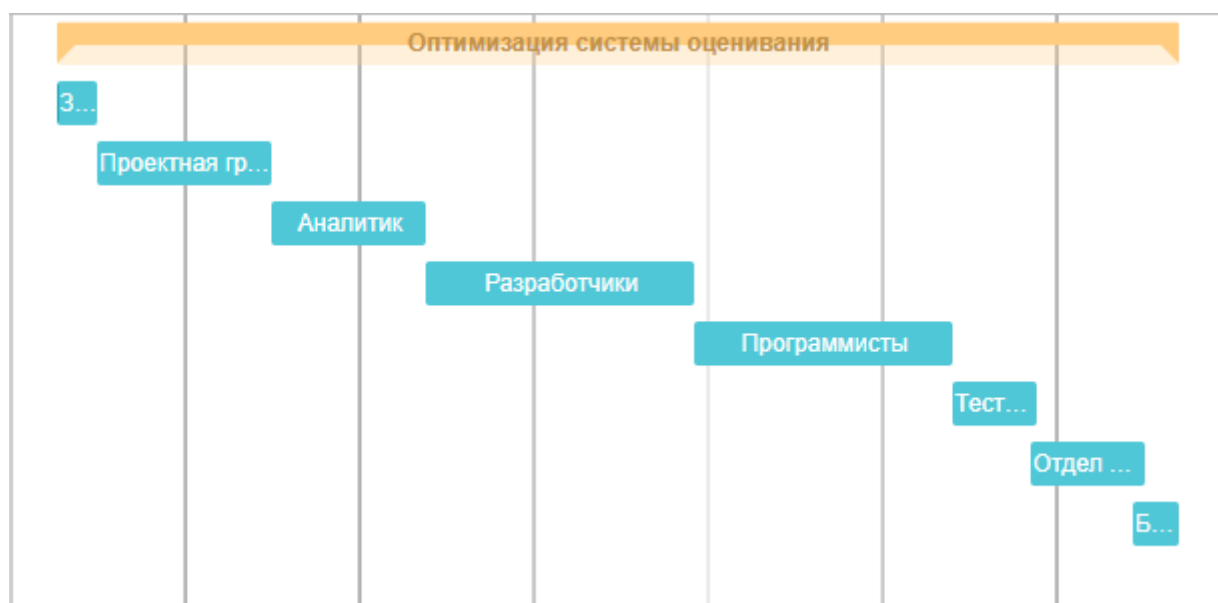 Оптимизация системы оценивания
З...
Проектная гр...
Аналитик
Разработчики
Программисты
Тест...
Отдел ...
Б...